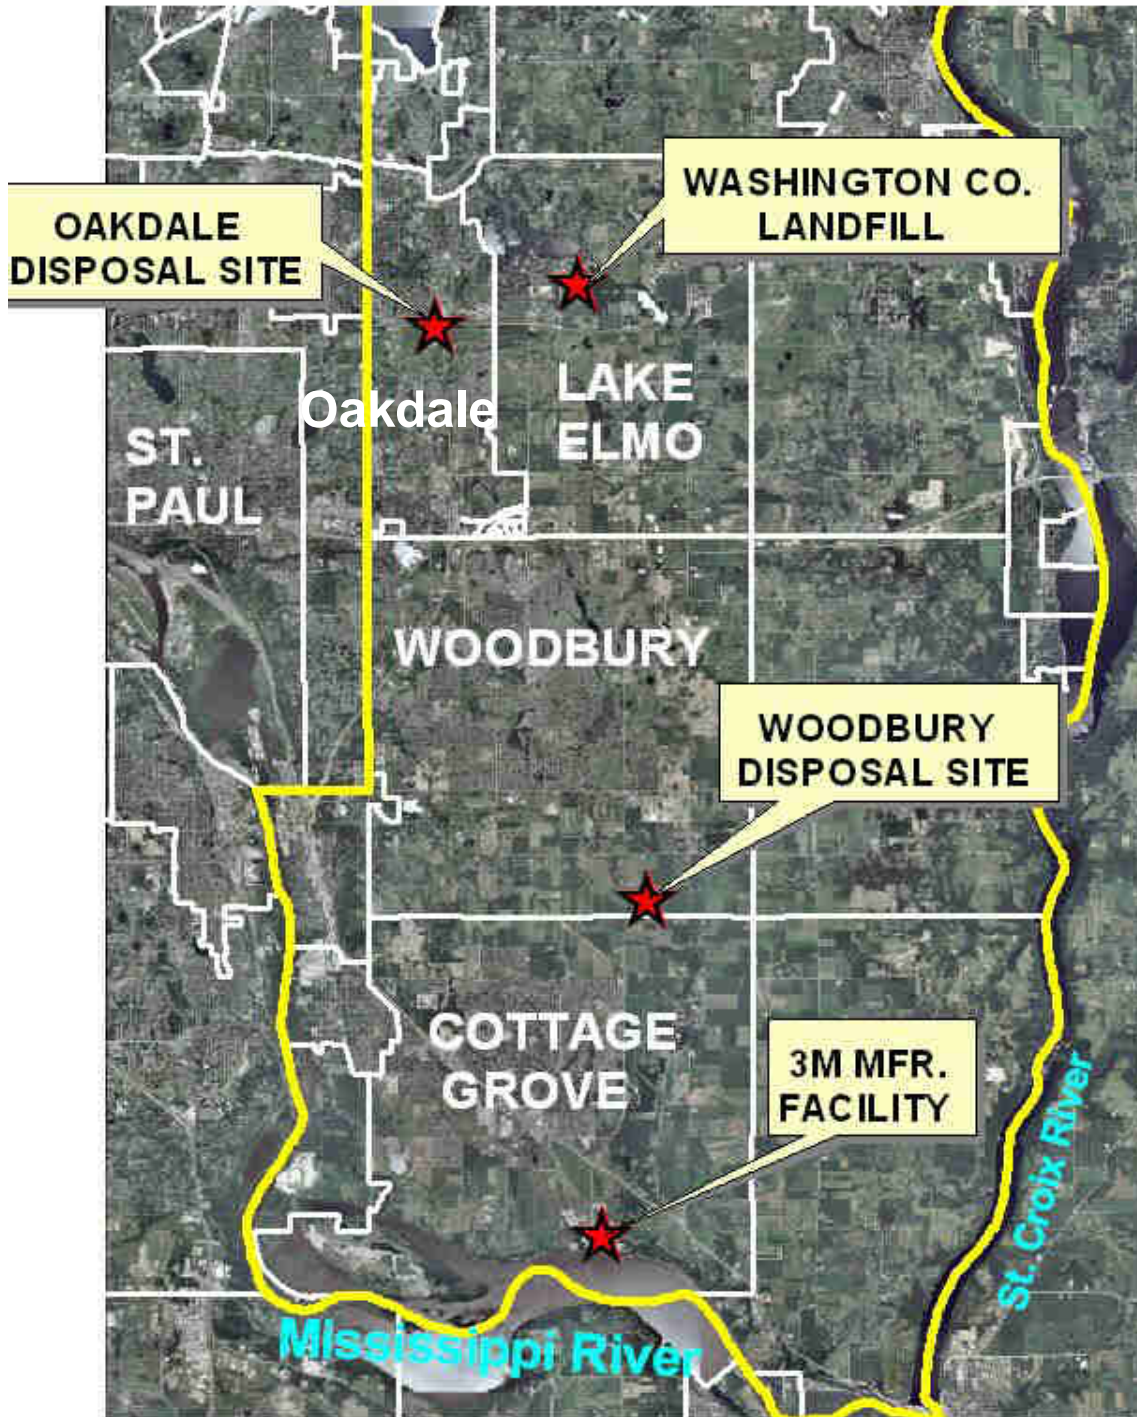 WASHINGTON CO.
LANDFILL
OAKDALE
DISPOSAL SITE
LAKE
ELMO
Oakdale
ST.
PAUL
WOODBURY
WOODBURY
DISPOSAL SITE
COTTAGE
GROVE
3M MFR.
FACILITY
St. Croix River
Mississippi River